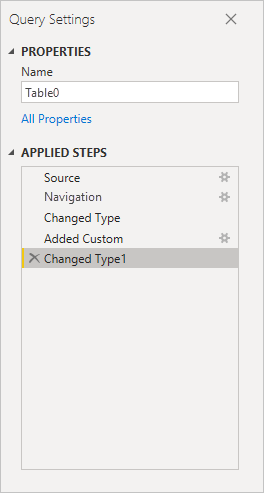 Query Settings
PROPERTIES
Name
Table0
All Properties
APPLIED STEPS
Source
Navigation
Changed Type
Added Custom
Changed Type1